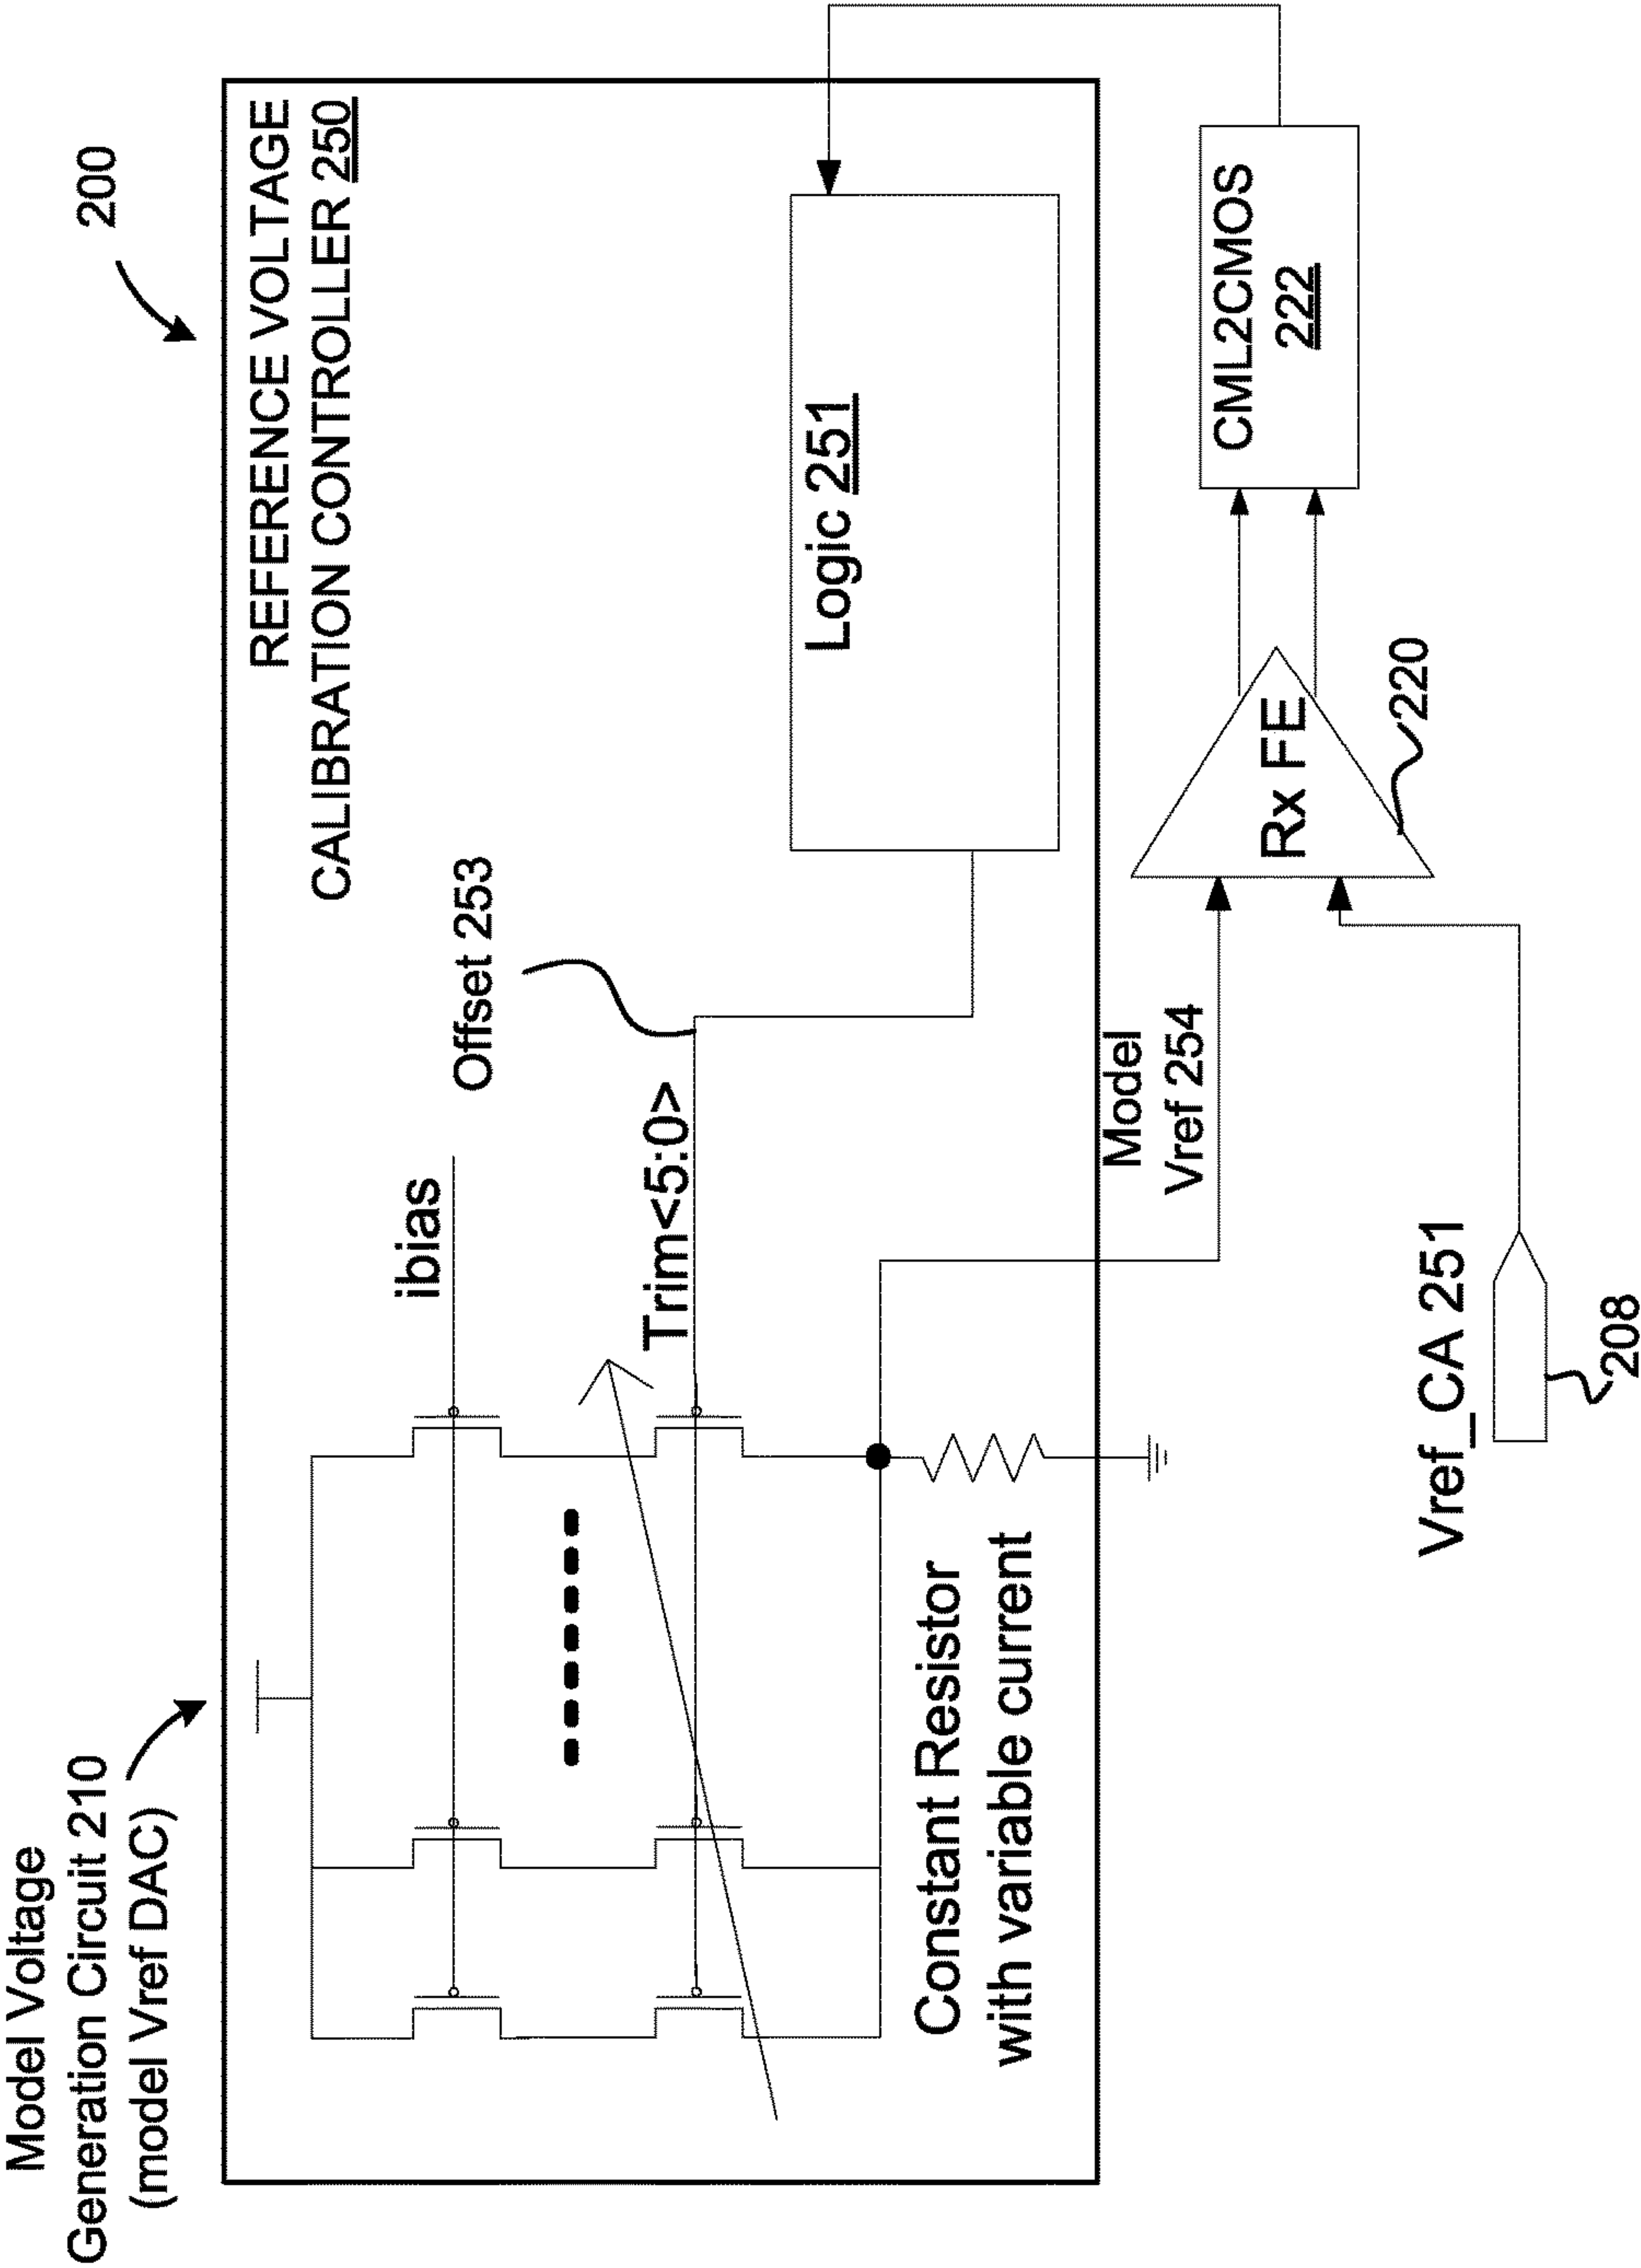 200
Model Voltage
Generation Circuit 210
(model Vref DAC)
REFERENCE VOLTAGE
CALIBRATION CONTROLLER 250
ibias
Offset 253
Trim<5:0>
Logic 251
Constant Resistor
with variable current
Model
Vref 254
Rx FE
220
CML2CMOS
222
Vref_CA 251
208